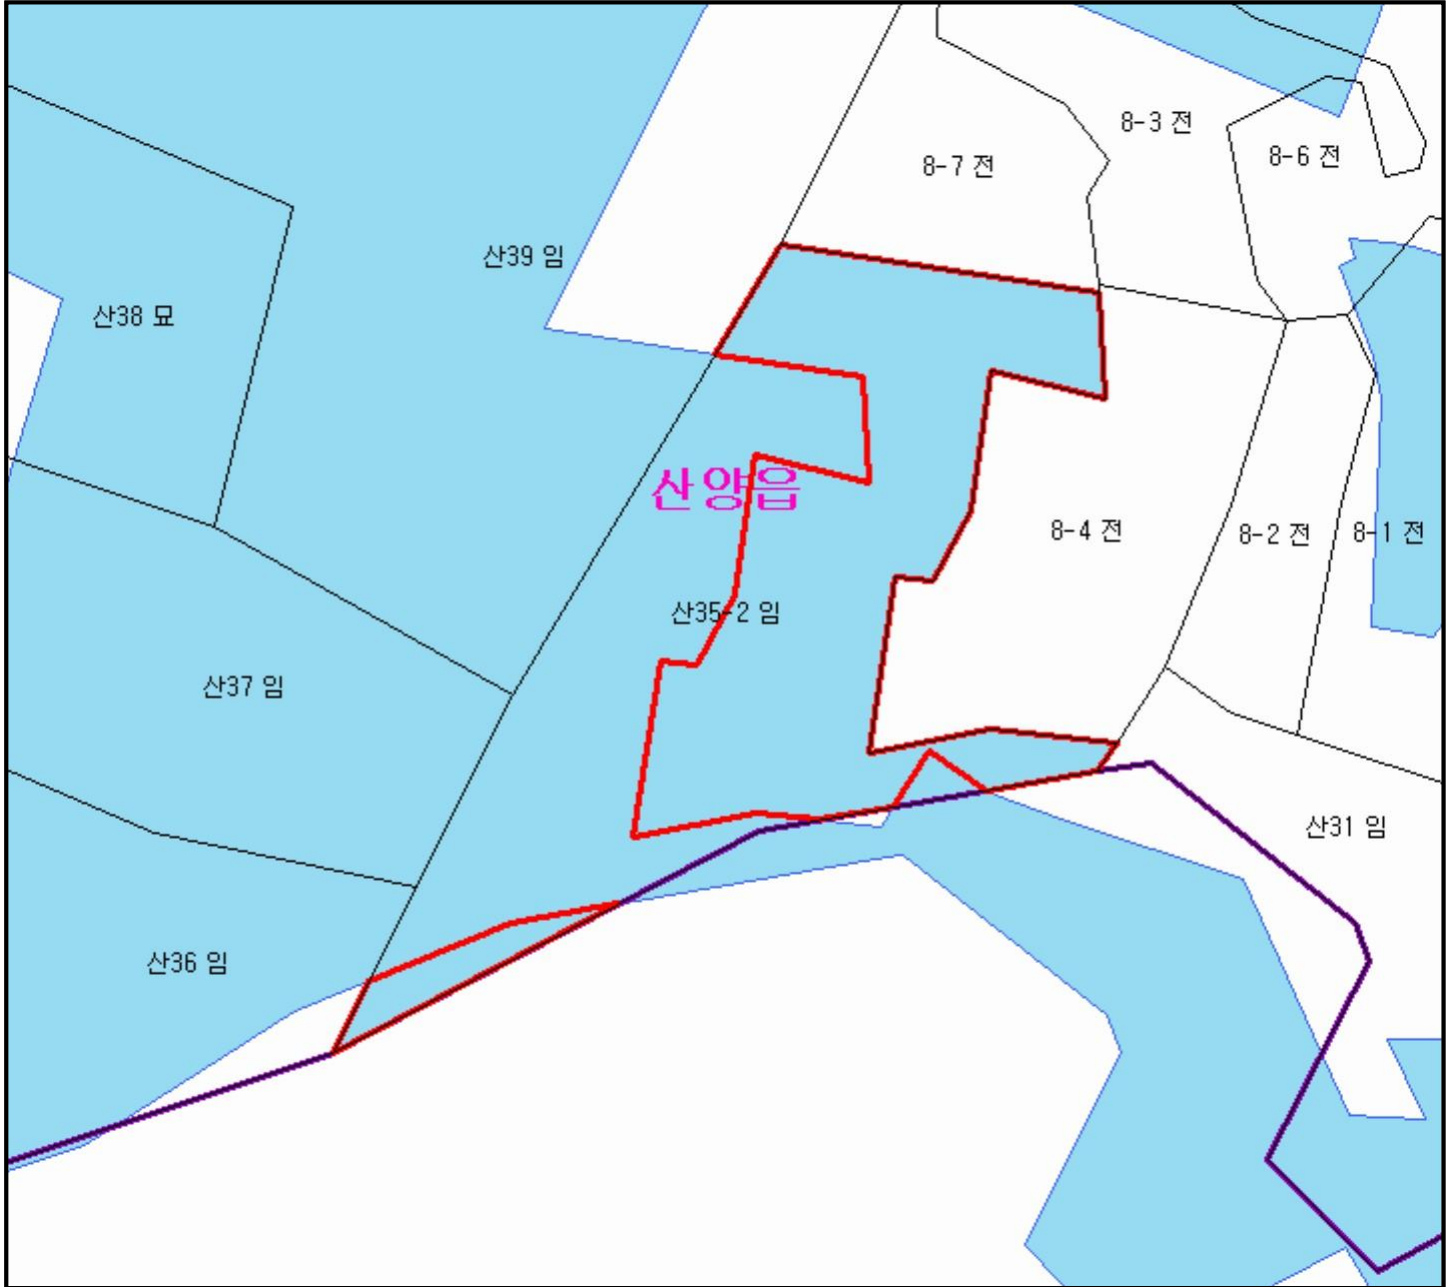 8-3 전
8-6 전
8-7 전
산39 임
산38 묘
산양읍
8-4 전
8-2 전
8-1 전
산35-2 임
산37 임
산31 임
산36 임